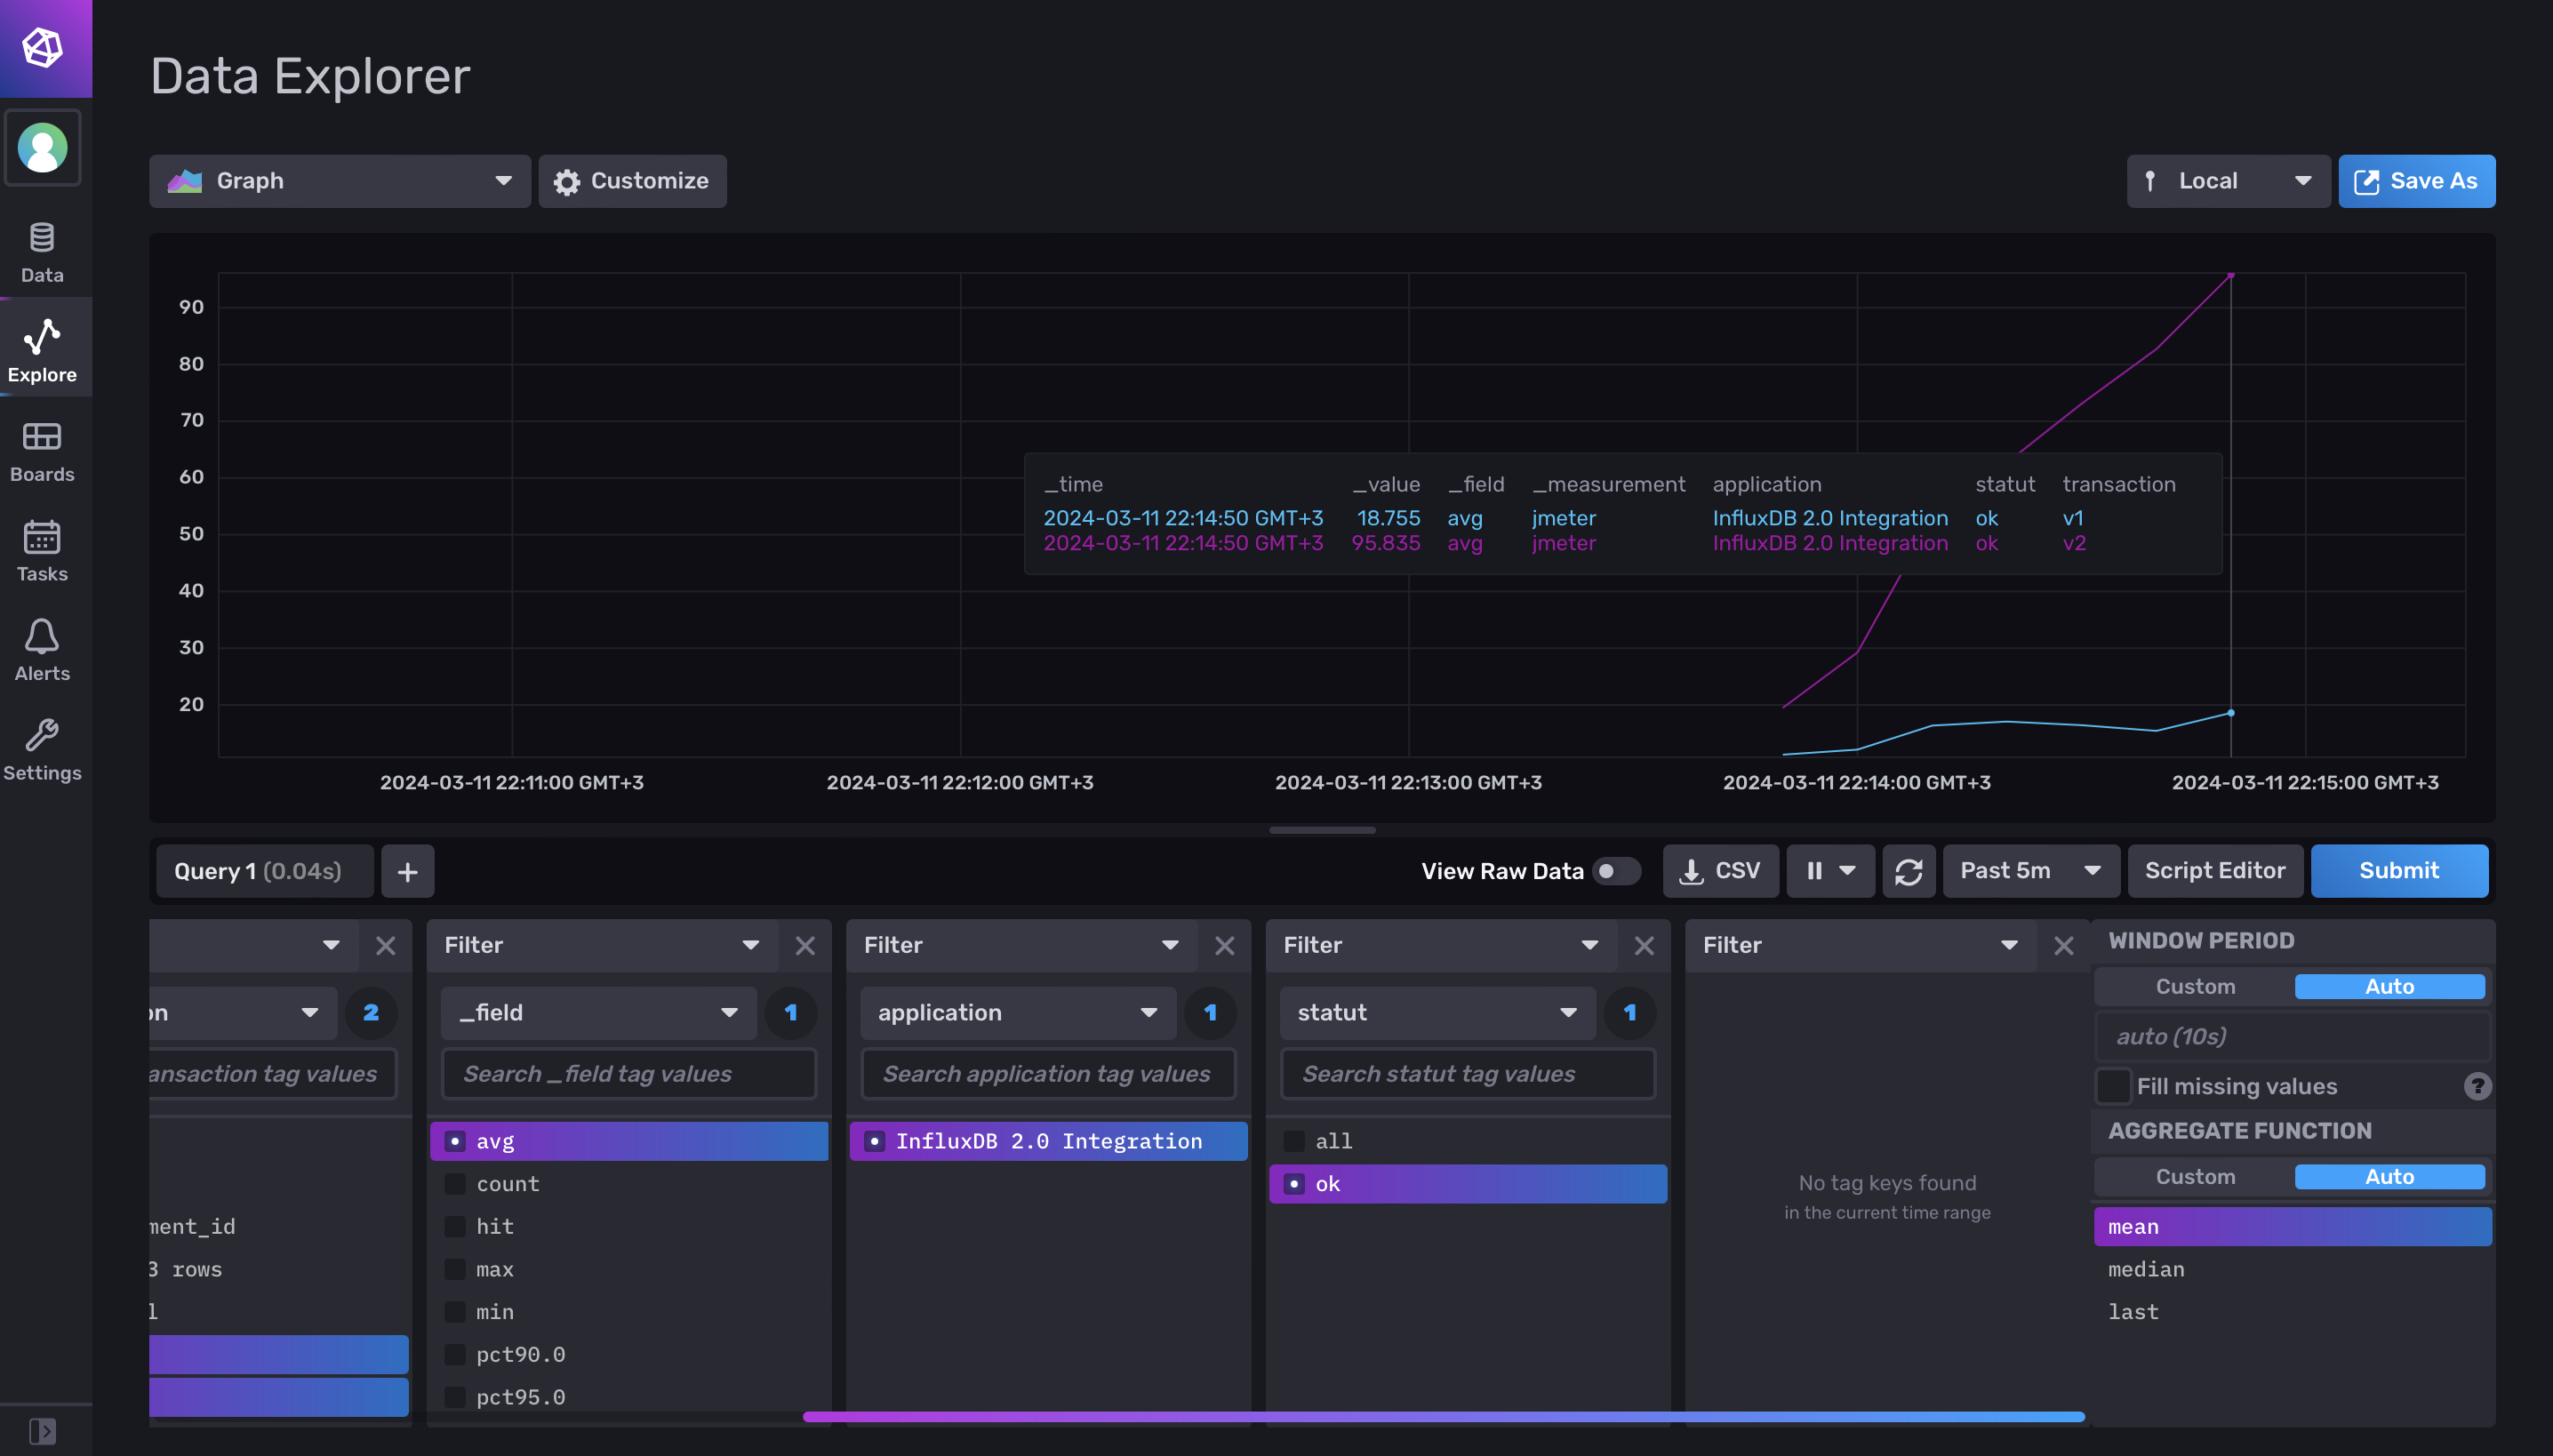 Data Explorer
Graph
Customize
Local
Save As
Data
Explore
Boards
Tasks
Alerts
Settings
90
80
70
60
50
40
30
20
_time _value _field _measurement application statut transaction
2024-03-11 22:14:50 GMT+3 18.755 avg jmeter InfluxDB 2.0 Integration ok v1
2024-03-11 22:14:50 GMT+3 95.835 avg jmeter InfluxDB 2.0 Integration ok v2
2024-03-11 22:11:00 GMT+3 2024-03-11 22:12:00 GMT+3 2024-03-11 22:13:00 GMT+3 2024-03-11 22:14:00 GMT+3 2024-03-11 22:15:00 GMT+3
Query 1 (0.04s)
+
View Raw Data
CSV
Past 5m
Script Editor
Submit
on
2
ansaction tag values
ment_id
3 rows
l
Filter
_field
1
Search _field tag values
avg
count
hit
max
min
pct90.0
pct95.0
Filter
application
1
Search application tag values
InfluxDB 2.0 Integration
Filter
statut
1
Search statut tag values
all
ok
Filter
No tag keys found
in the current time range
WINDOW PERIOD
Custom Auto
auto (10s)
Fill missing values
?
AGGREGATE FUNCTION
Custom Auto
mean
median
last